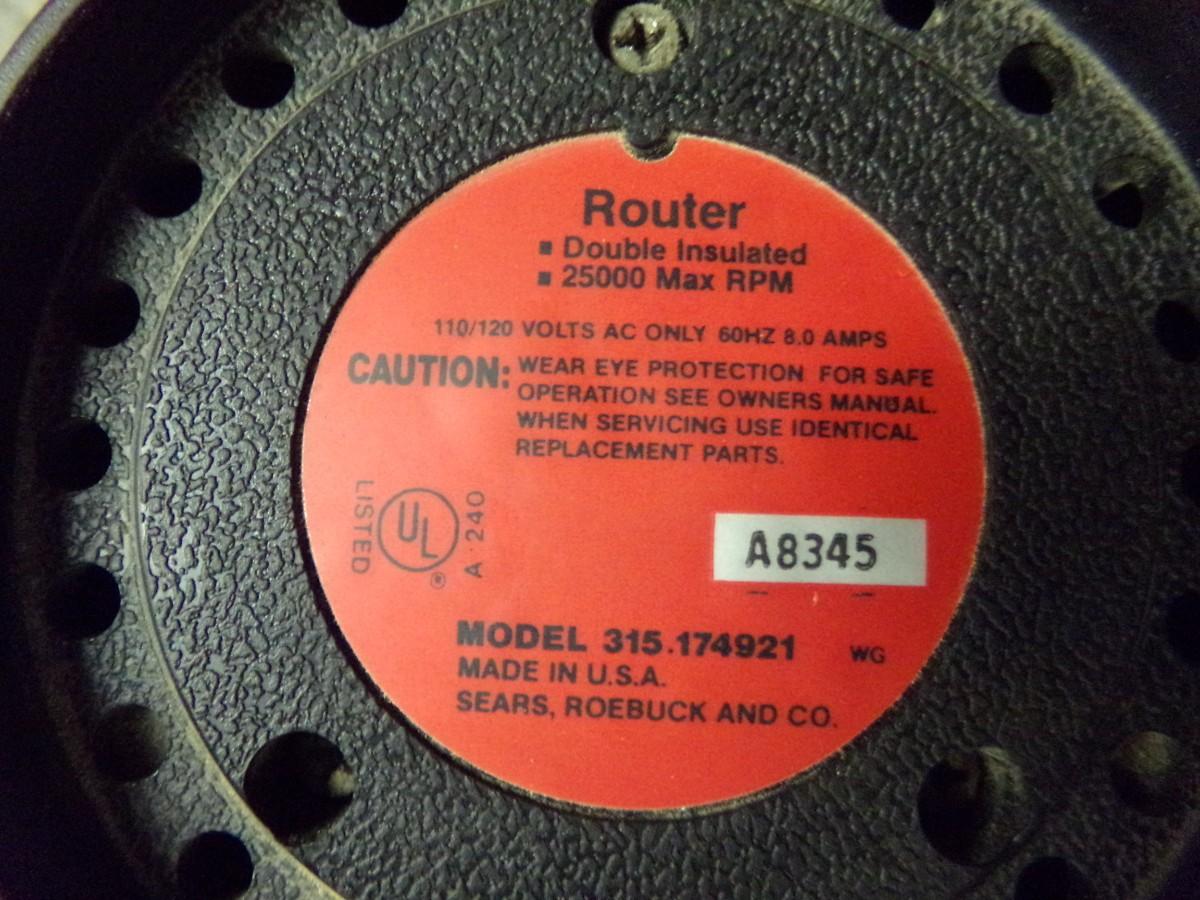 Router
▪ Double Insulated
▪ 25000 Max RPM
110/120 VOLTS AC ONLY 60HZ 8.0 AMPS
CAUTION: WEAR EYE PROTECTION FOR SAFE
OPERATION SEE OWNERS MANUAL.
WHEN SERVICING USE IDENTICAL
REPLACEMENT PARTS.
LISTED
UL
®
A 240
A8345
MODEL 315.174921 WG
MADE IN U.S.A.
SEARS, ROEBUCK AND CO.